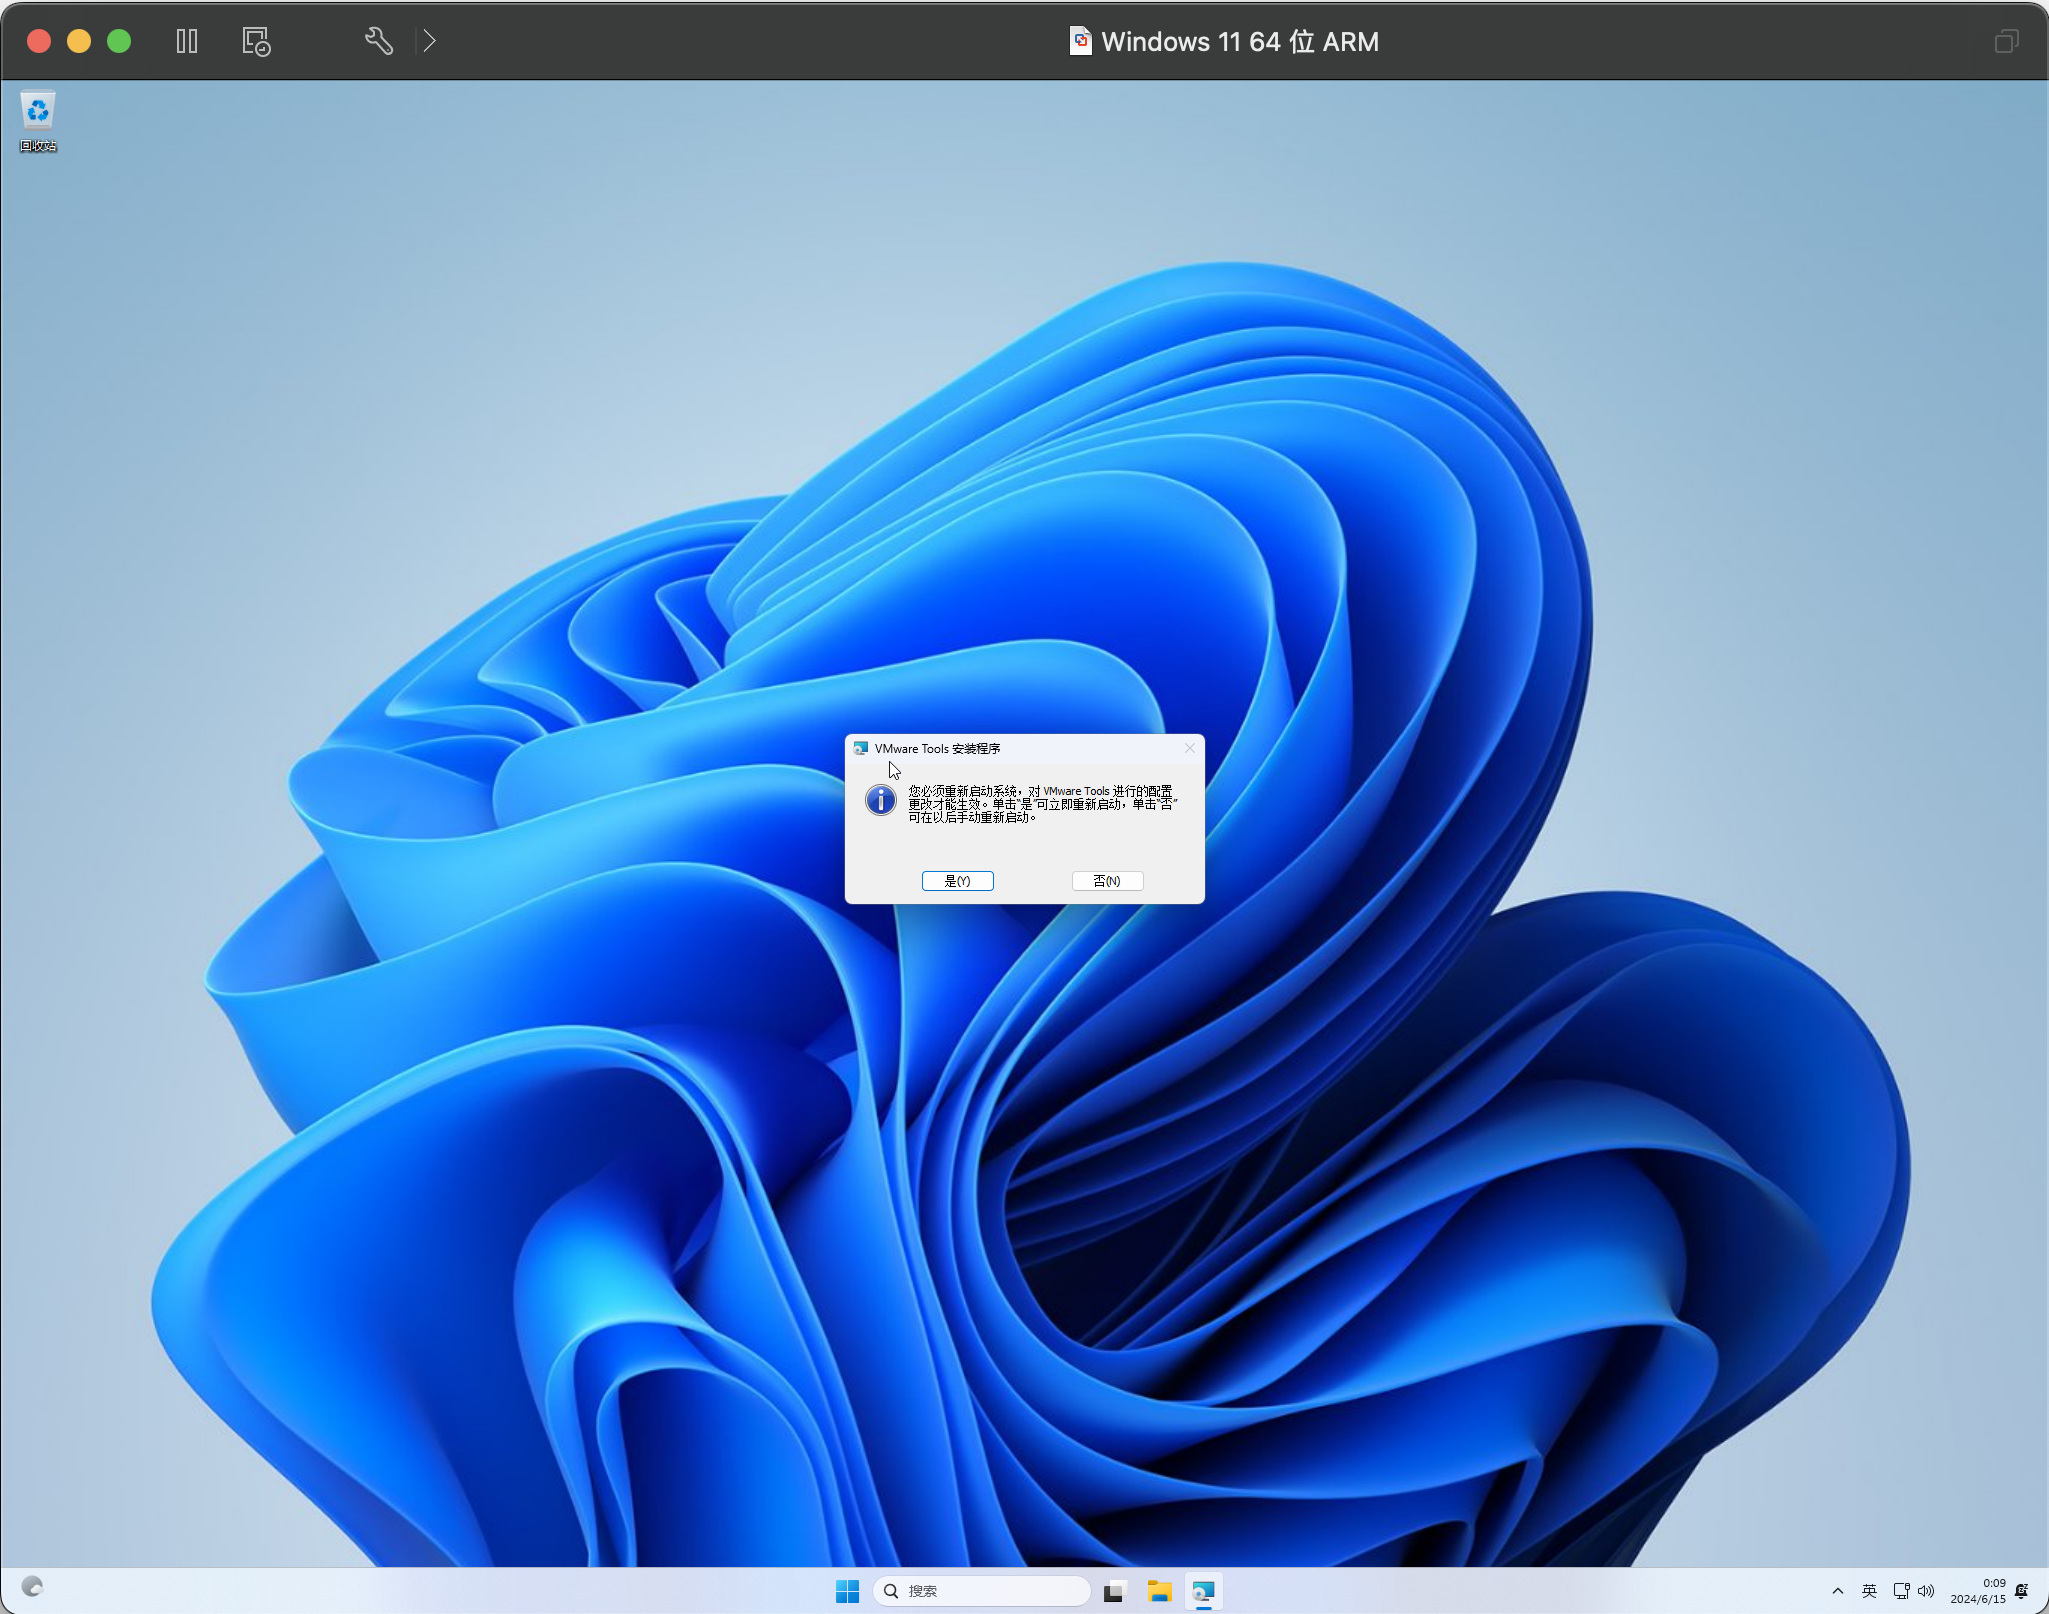 Windows 11 64 位 ARM
回收站
VMware Tools 安装程序
您必须重新启动系统，对 VMware Tools 进行的配置
更改才能生效。单击“是”可立即重新启动，单击“否”
可在以后手动重新启动。
是(Y)
否(N)
搜索
英
0:09
2024/6/15